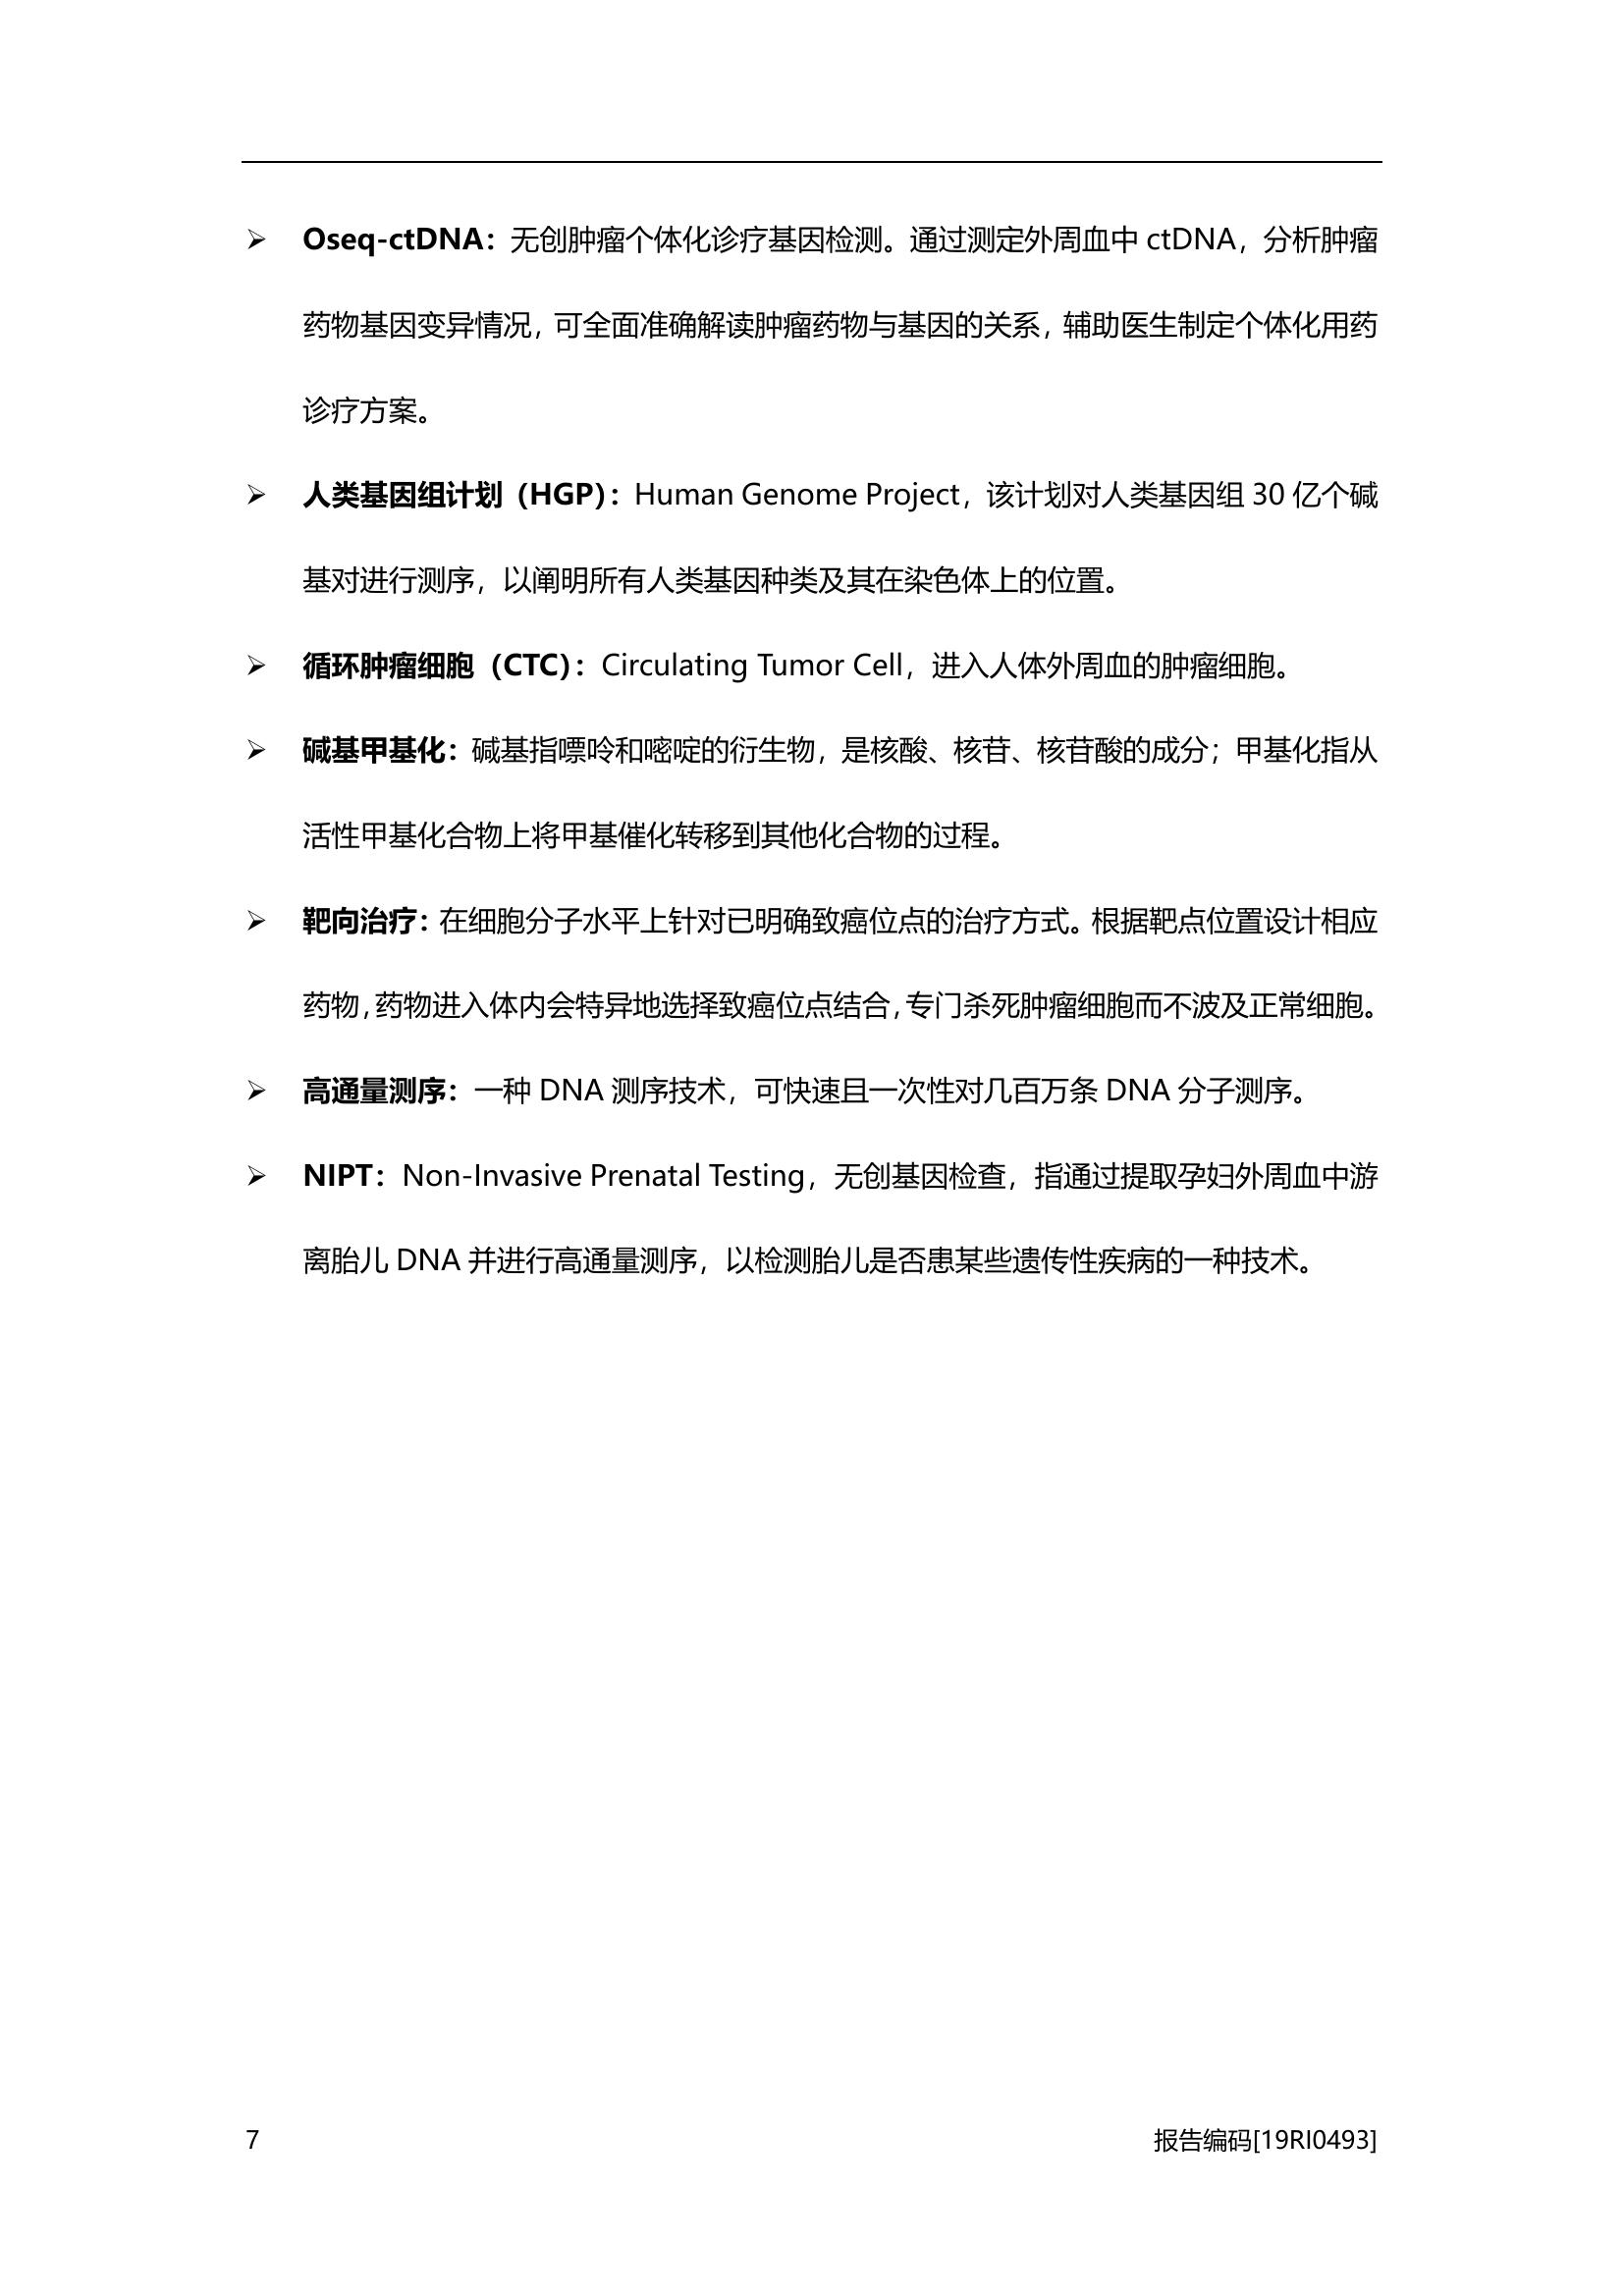 ➢ Oseq-ctDNA：无创肿瘤个体化诊疗基因检测。通过测定外周血中 ctDNA，分析肿瘤
药物基因变异情况，可全面准确解读肿瘤药物与基因的关系，辅助医生制定个体化用药
诊疗方案。
➢ 人类基因组计划（HGP）：Human Genome Project，该计划对人类基因组 30 亿个碱
基对进行测序，以阐明所有人类基因种类及其在染色体上的位置。
➢ 循环肿瘤细胞（CTC）：Circulating Tumor Cell，进入人体外周血的肿瘤细胞。
➢ 碱基甲基化：碱基指嘌呤和嘧啶的衍生物，是核酸、核苷、核苷酸的成分；甲基化指从
活性甲基化合物上将甲基催化转移到其他化合物的过程。
➢ 靶向治疗：在细胞分子水平上针对已明确致癌位点的治疗方式。根据靶点位置设计相应
药物，药物进入体内会特异地选择致癌位点结合，专门杀死肿瘤细胞而不波及正常细胞。
➢ 高通量测序：一种 DNA 测序技术，可快速且一次性对几百万条 DNA 分子测序。
➢ NIPT：Non-Invasive Prenatal Testing，无创基因检查，指通过提取孕妇外周血中游
离胎儿 DNA 并进行高通量测序，以检测胎儿是否患某些遗传性疾病的一种技术。
7 报告编码[19RI0493]